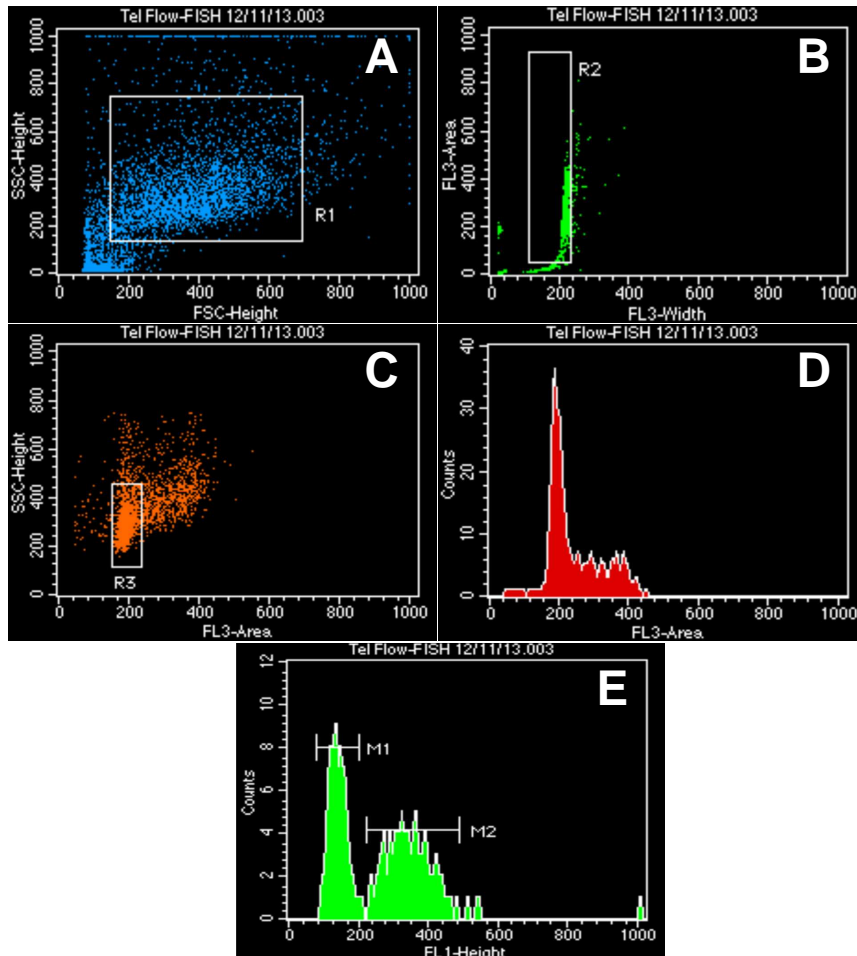 Tel Flow-FISH 12/11/13.003
A
SSC-Height
0 200 400 600 800 1000
R1
0 200 400 600 800 1000
FSC-Height
Tel Flow-FISH 12/11/13.003
B
FL3-Area
0 200 400 600 800 1000
R2
0 200 400 600 800 1000
FL3-Width
Tel Flow-FISH 12/11/13.003
C
SSC-Height
0 200 400 600 800 1000
R3
0 200 400 600 800 1000
FL3-Area
Tel Flow-FISH 12/11/13.003
D
Counts
0 10 20 30 40
0 200 400 600 800 1000
FL3-Area
Tel Flow-FISH 12/11/13.003
E
Counts
0 2 4 6 8 10 12
M1
M2
0 200 400 600 800 1000
FL1-Height